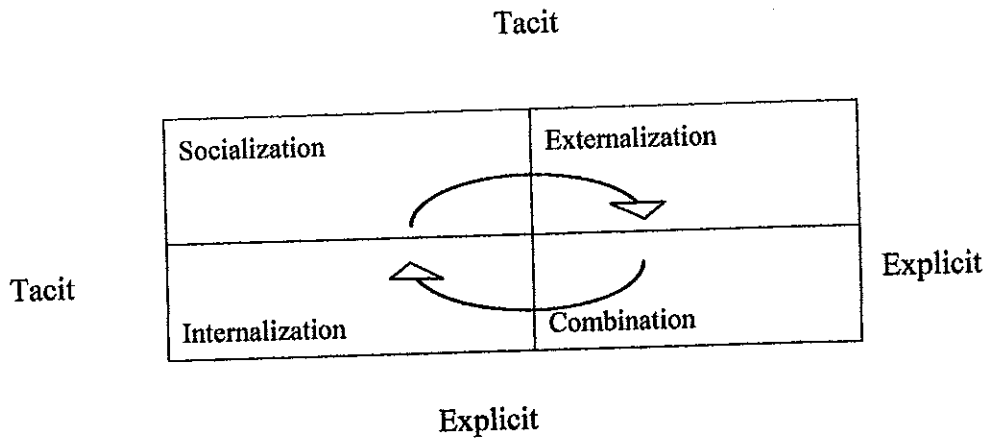 Tacit
Socialization
Externalization
Tacit
Explicit
Internalization
Combination
Explicit